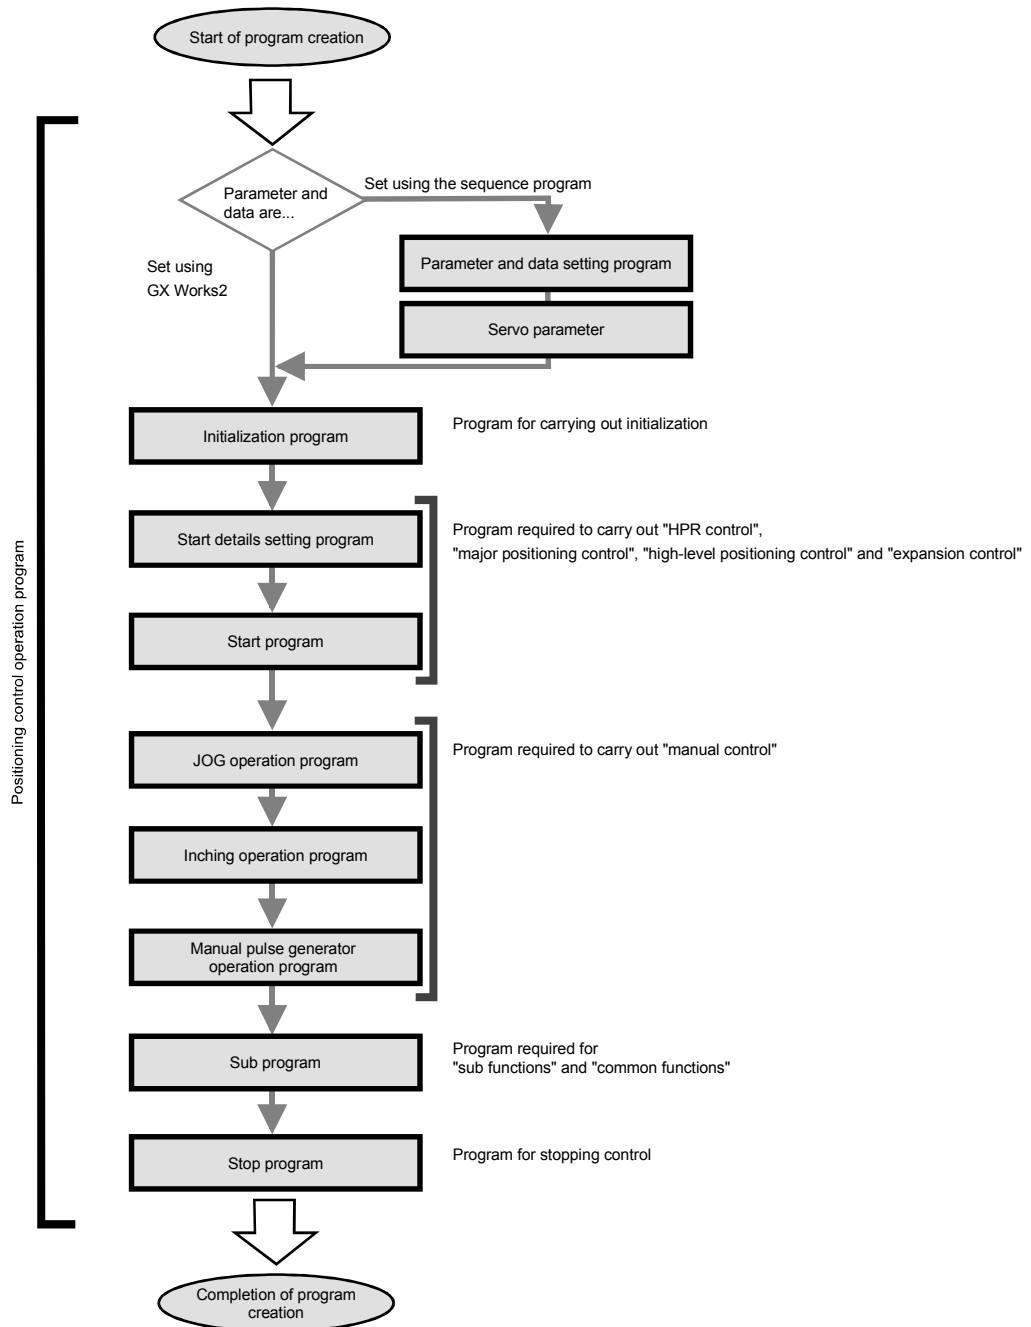 Start of program creation
Parameter and
data are...
Set using the sequence program
Set using
GX Works2
Parameter and data setting program
Servo parameter
Initialization program
Program for carrying out initialization
Start details setting program
Program required to carry out "HPR control",
"major positioning control", "high-level positioning control" and "expansion control"
Start program
Positioning control operation program
JOG operation program
Program required to carry out "manual control"
Inching operation program
Manual pulse generator
operation program
Sub program
Program required for
"sub functions" and "common functions"
Stop program
Program for stopping control
Completion of program
creation